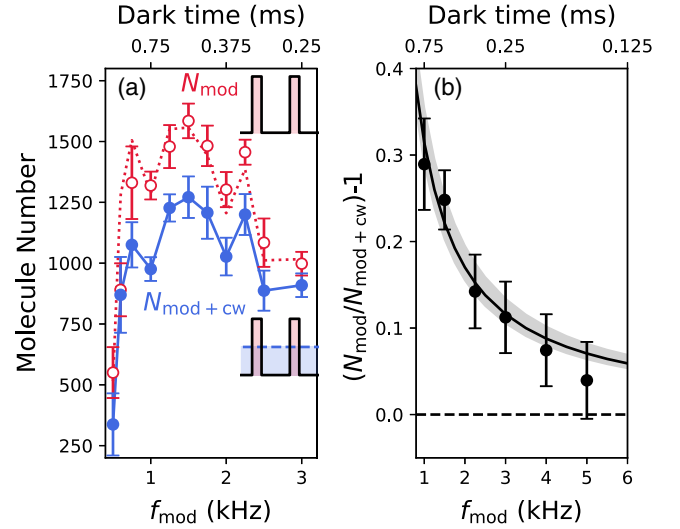 Dark time (ms)
0.75 0.375 0.25
(a)
N_mod
1750
1500
1250
1000
750
500
250
Molecule Number
N_mod+cw
1 2 3
f_mod (kHz)
Dark time (ms)
0.75 0.25 0.125
(b)
0.4
0.3
0.2
0.1
0.0
(N_mod/N_mod+cw)-1
1 2 3 4 5 6
f_mod (kHz)